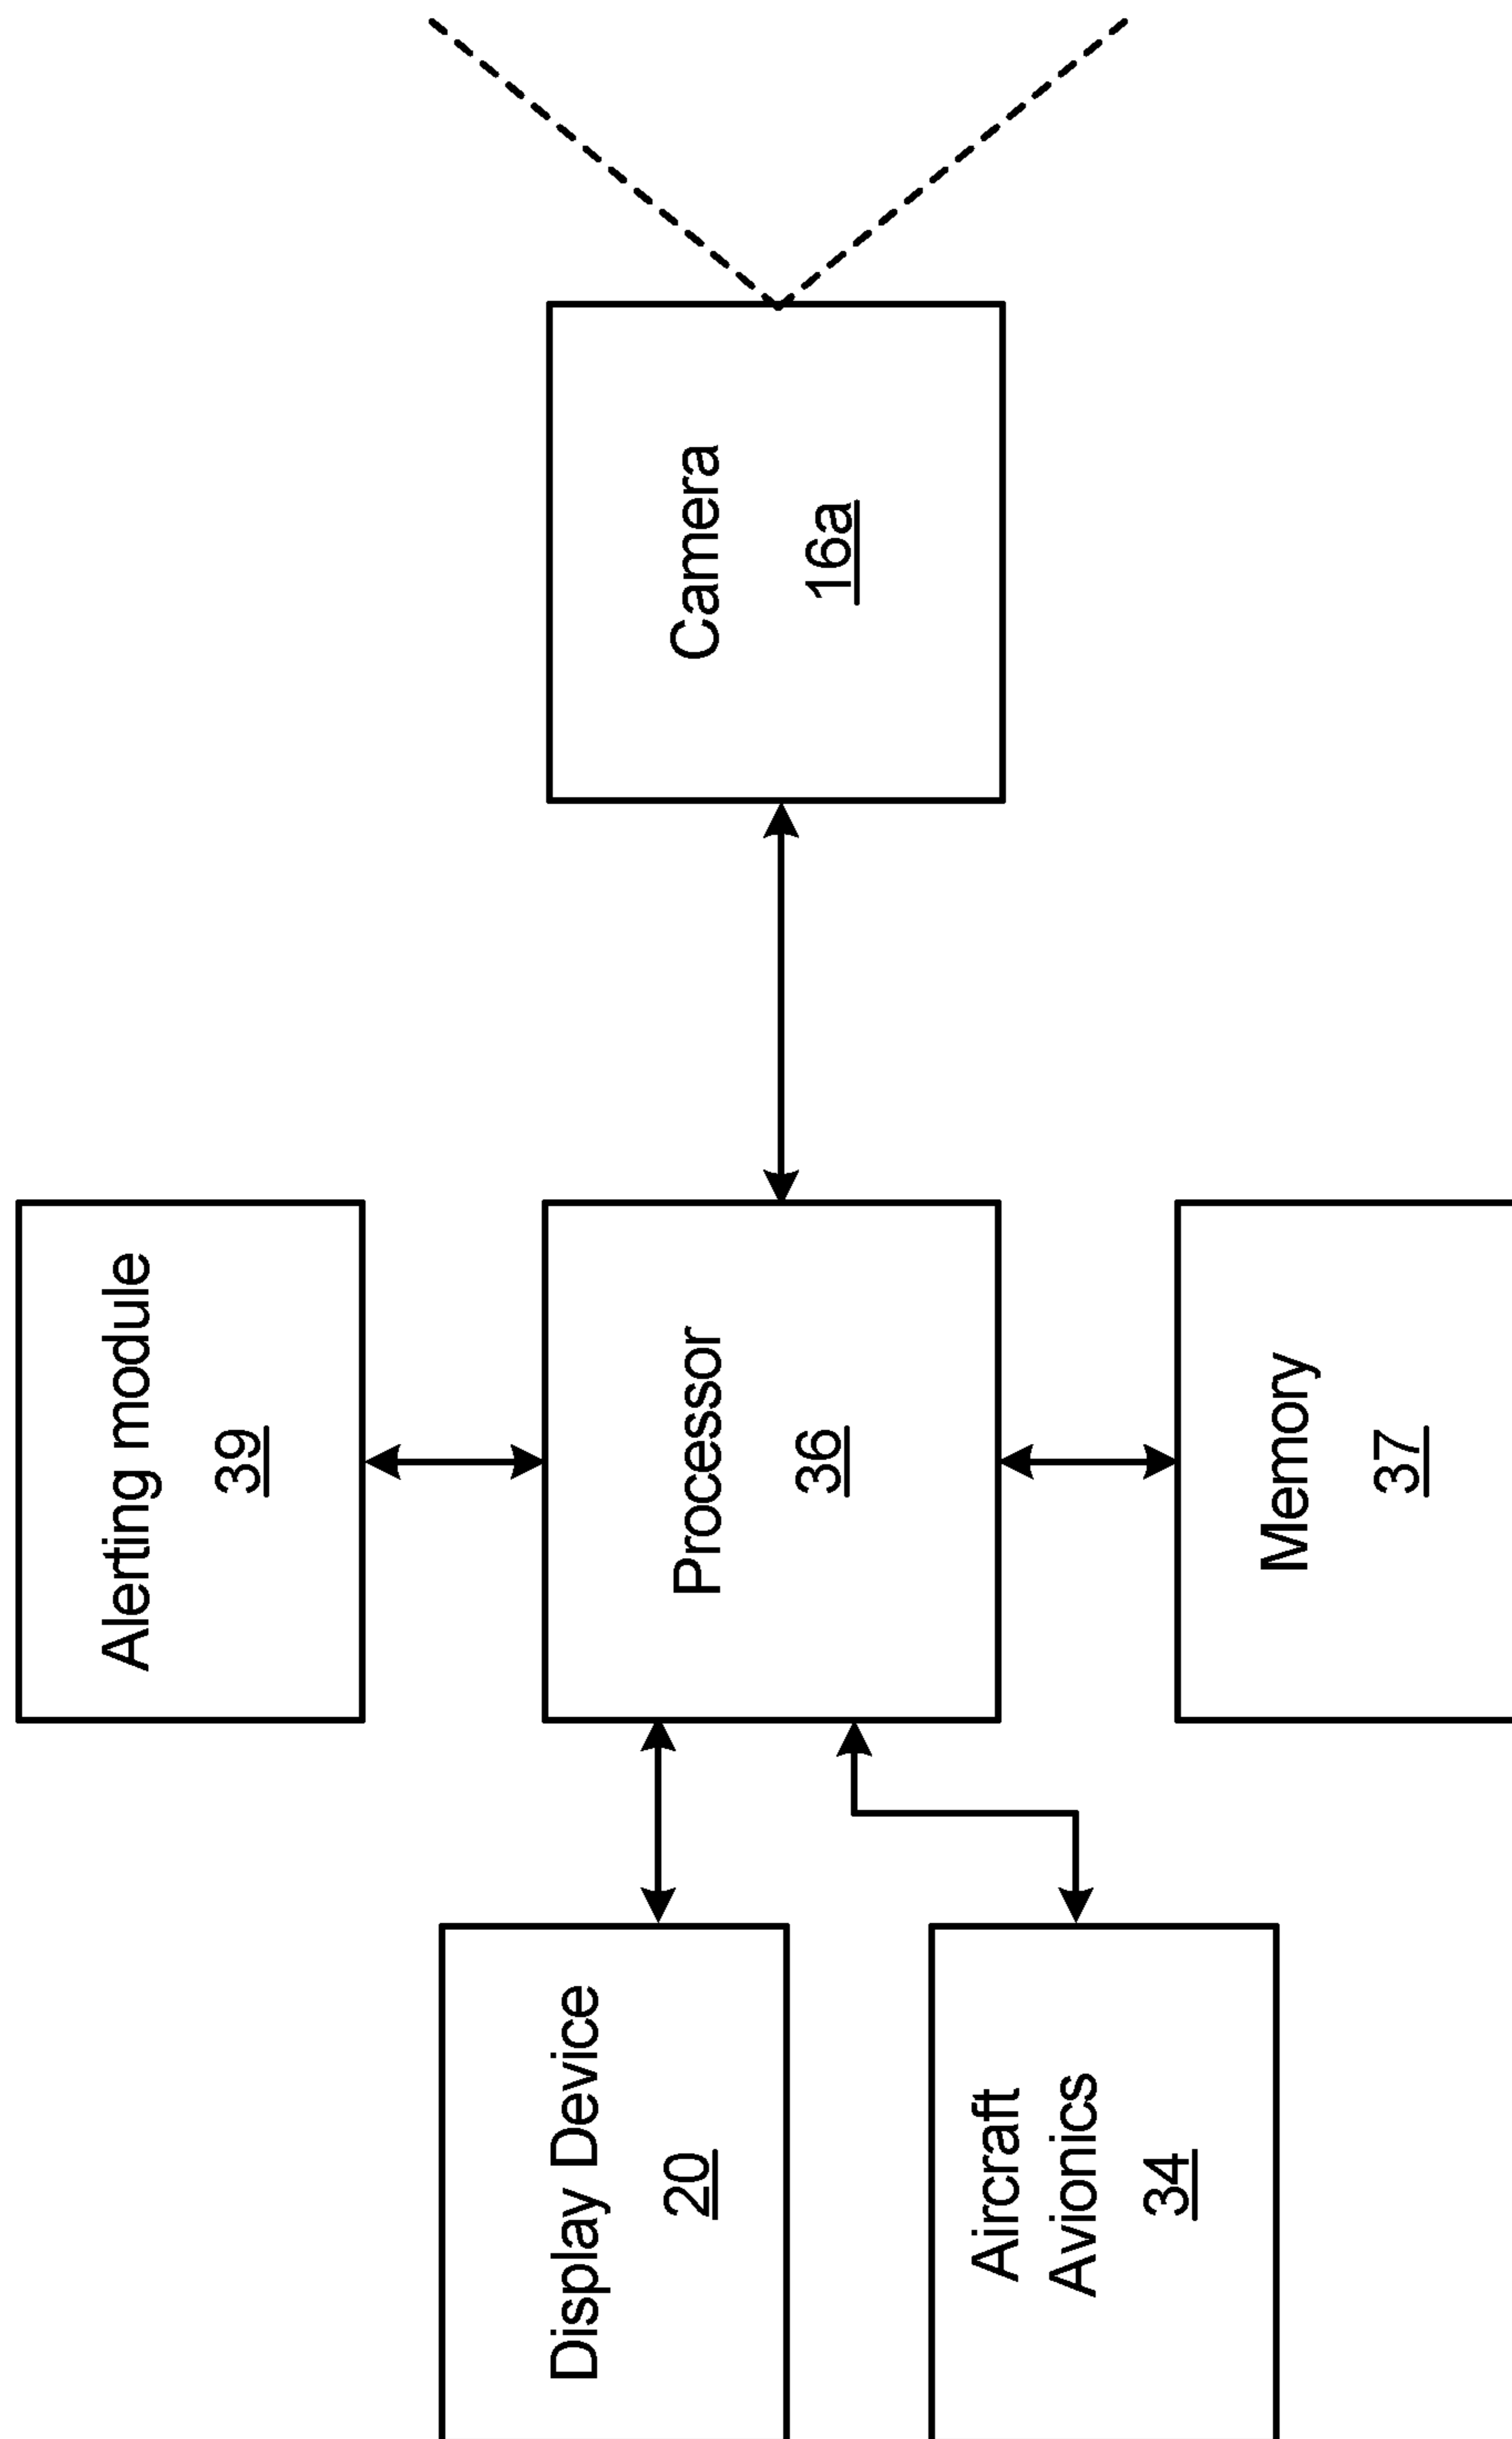 Alerting module
39
Display Device
20
Processor
36
Camera
16a
Aircraft
Avionics
34
Memory
37